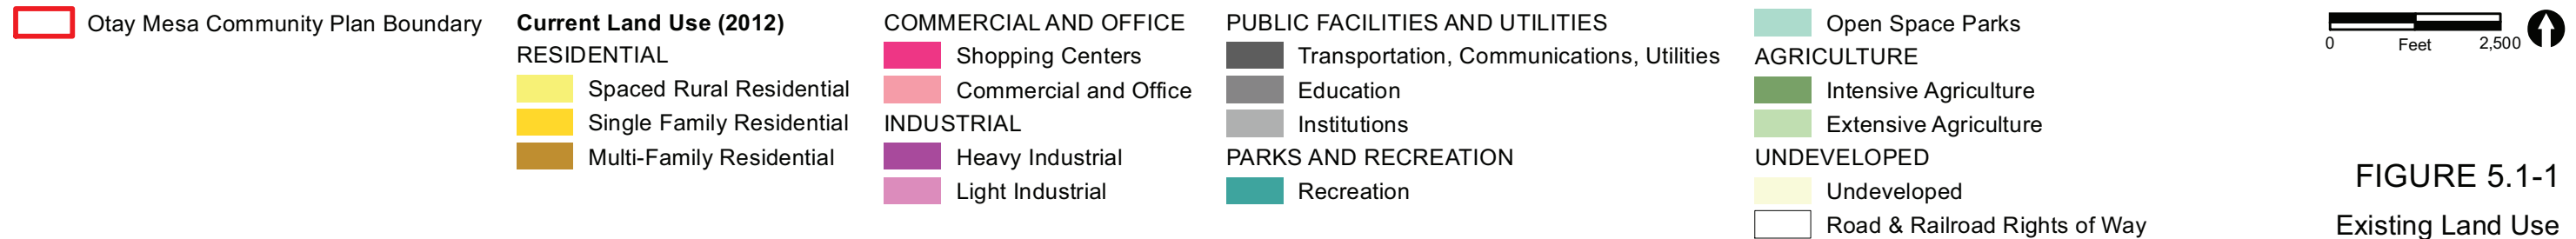 Otay Mesa Community Plan Boundary
Current Land Use (2012)
RESIDENTIAL
Spaced Rural Residential
Single Family Residential
Multi-Family Residential
COMMERCIAL AND OFFICE
Shopping Centers
Commercial and Office
INDUSTRIAL
Heavy Industrial
Light Industrial
PUBLIC FACILITIES AND UTILITIES
Transportation, Communications, Utilities
Education
Institutions
PARKS AND RECREATION
Recreation
Open Space Parks
AGRICULTURE
Intensive Agriculture
Extensive Agriculture
UNDEVELOPED
Undeveloped
Road & Railroad Rights of Way
0 Feet 2,500
FIGURE 5.1-1
Existing Land Use